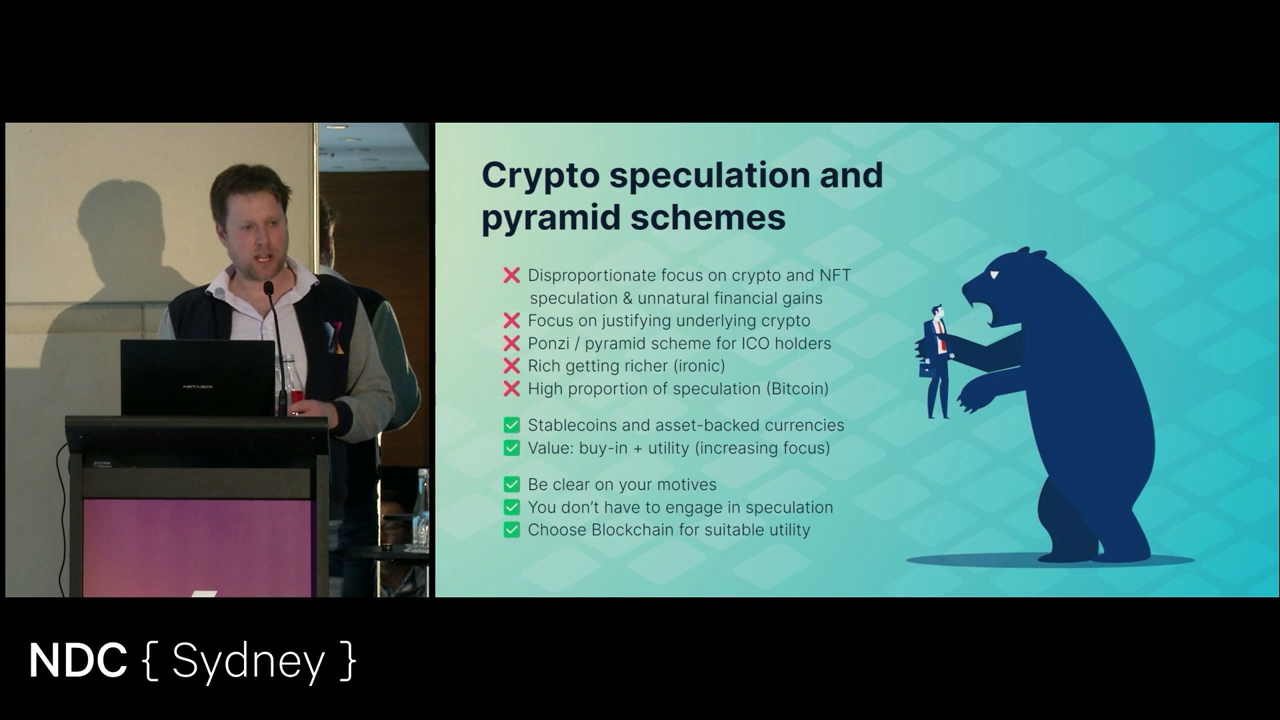 Crypto speculation and
pyramid schemes
❌ Disproportionate focus on crypto and NFT
speculation & unnatural financial gains
❌ Focus on justifying underlying crypto
❌ Ponzi / pyramid scheme for ICO holders
❌ Rich getting richer (ironic)
❌ High proportion of speculation (Bitcoin)
✅ Stablecoins and asset-backed currencies
✅ Value: buy-in + utility (increasing focus)
✅ Be clear on your motives
✅ You don’t have to engage in speculation
✅ Choose Blockchain for suitable utility
METABOX
NDC { Sydney }